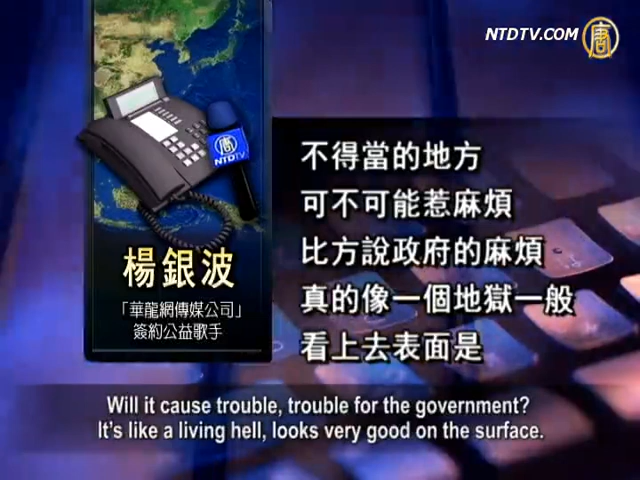 NTDTV.COM
唐
唐
NTDTV
楊銀波
「華龍網傳媒公司」
簽約公益歌手
不得當的地方
可不可能惹麻煩
比方說政府的麻煩
真的像一個地獄一般
看上去表面是
Will it cause trouble, trouble for the government?
It's like a living hell, looks very good on the surface.